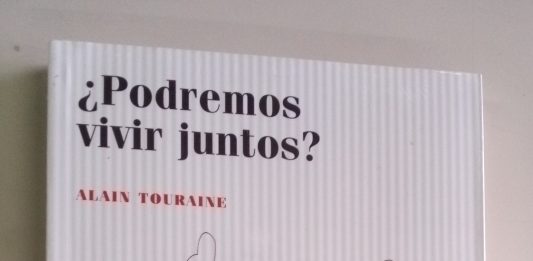 ¿Podremos
vivir juntos?
ALAIN TOURAINE